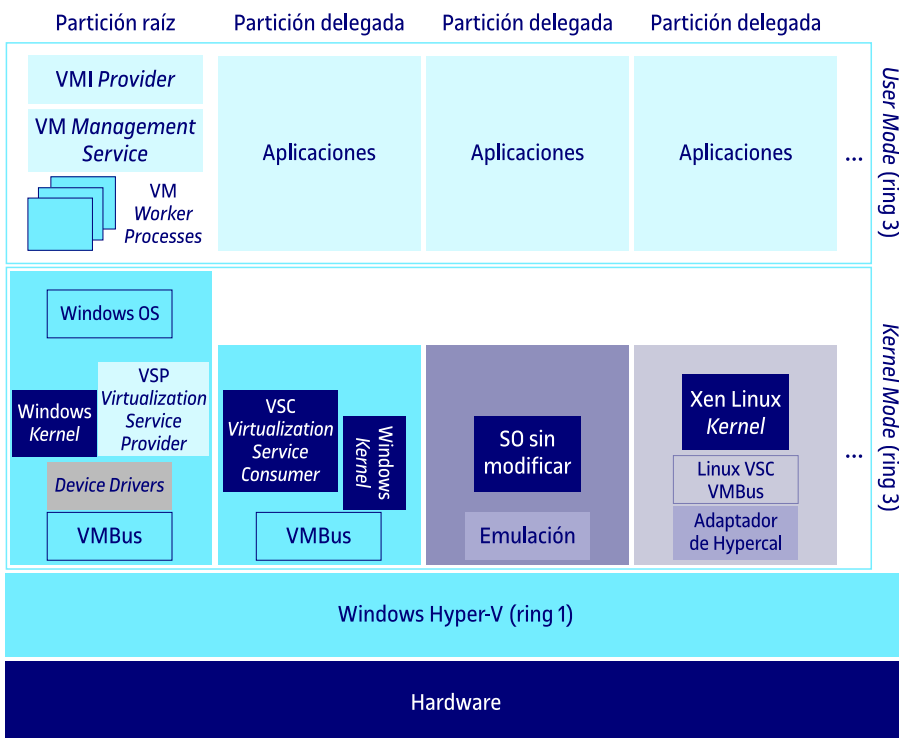 Partición raíz
Partición delegada
Partición delegada
Partición delegada
VMI Provider
VM Management
Service
VM
Worker
Processes
Aplicaciones
Aplicaciones
Aplicaciones
...
User Mode (ring 3)
Windows OS
Windows
Kernel
VSP
Virtualization
Service
Provider
Device Drivers
VMBus
VSC
Virtualization
Service
Consumer
Windows
Kernel
VMBus
SO sin
modificar
Emulación
Xen Linux
Kernel
Linux VSC
VMBus
Adaptador
de Hypercal
...
Kernel Mode (ring 3)
Windows Hyper-V (ring 1)
Hardware